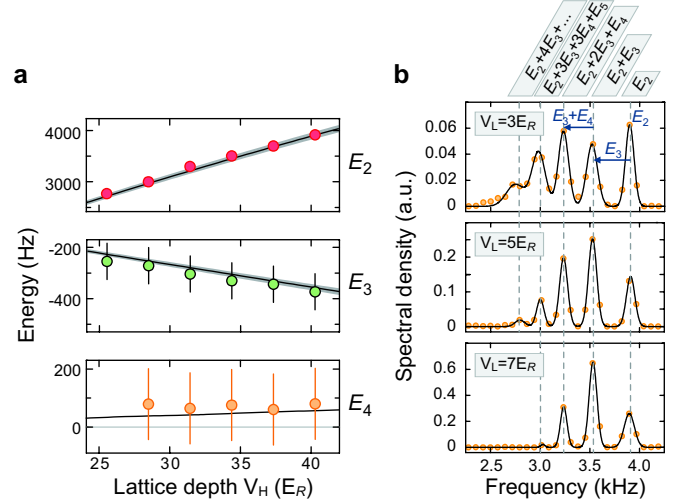 a
b
E2+4E3+...
E2+3E3+3E4+E5
E2+2E3+E4
E2+E3
E2
Energy (Hz)
4000
3000
E2
-200
-400
E3
200
0
E4
25
30
35
40
Lattice depth VH (ER)
Spectral density (a.u.)
VL=3ER
E3+E4
E2
E3
0.06
0.04
0.02
0
VL=5ER
0.2
0.1
0
VL=7ER
0.6
0.4
0.2
0
2.5
3.0
3.5
4.0
Frequency (kHz)